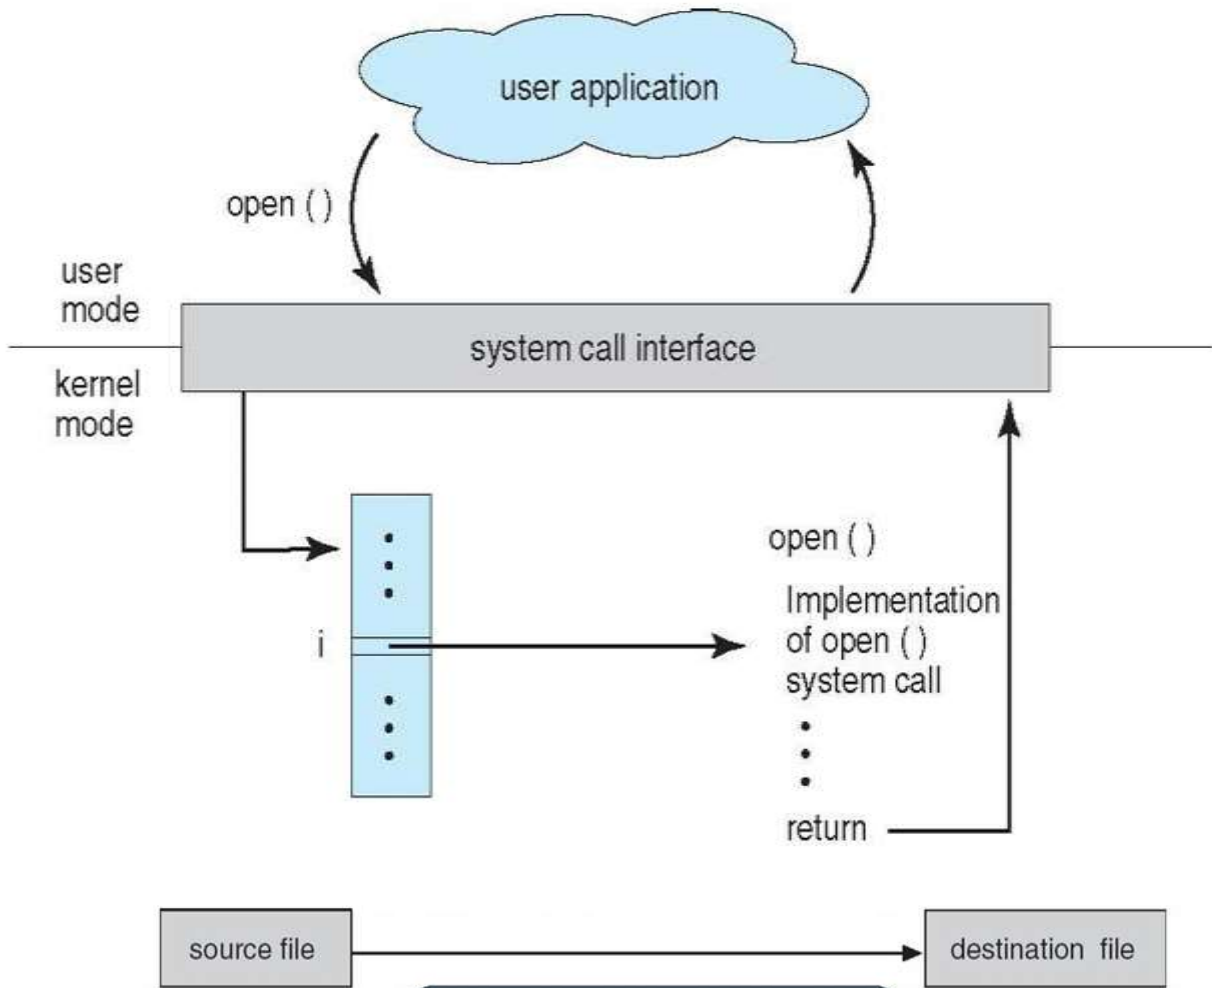 user application
open ( )
user
mode
system call interface
kernel
mode
open ( )
i
Implementation
of open ( )
system call
return
source file
destination file